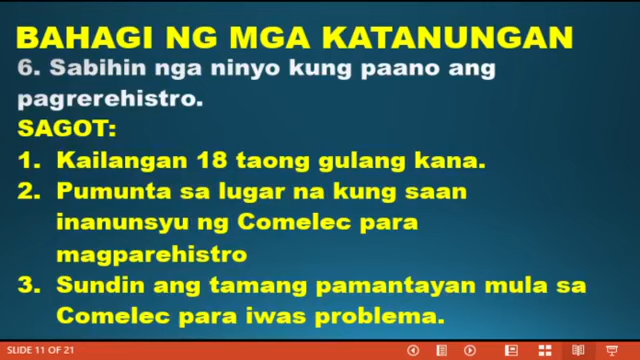 BAHAGI NG MGA KATANUNGAN
6. Sabihin nga ninyo kung paano ang
pagrerehistro.
SAGOT:
1. Kailangan 18 taong gulang kana.
2. Pumunta sa lugar na kung saan
inanunsyu ng Comelec para
magparehistro
3. Sundin ang tamang pamantayan mula sa
Comelec para iwas problema.
SLIDE 11 OF 21